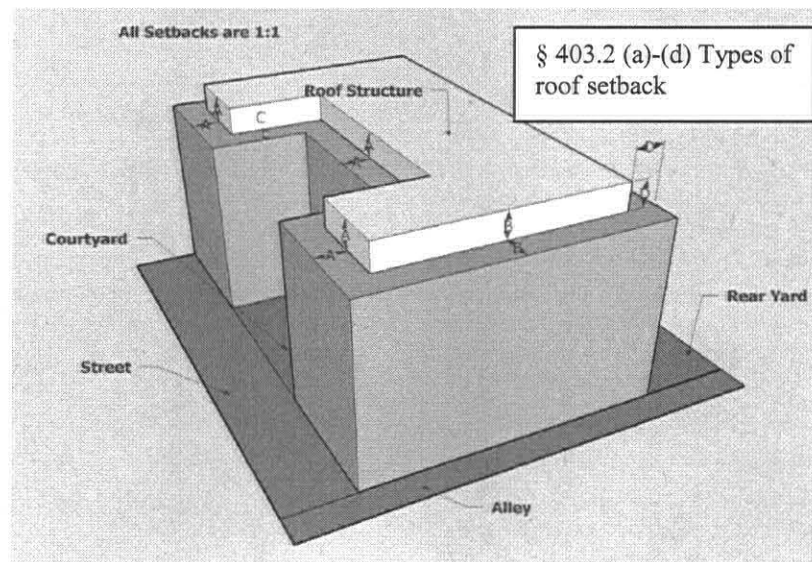 All Setbacks are 1:1
§ 403.2 (a)-(d) Types of
roof setback
Roof Structure
A
A
C
A
A
D
D
A
A
B
B
Courtyard
Rear Yard
Street
Alley